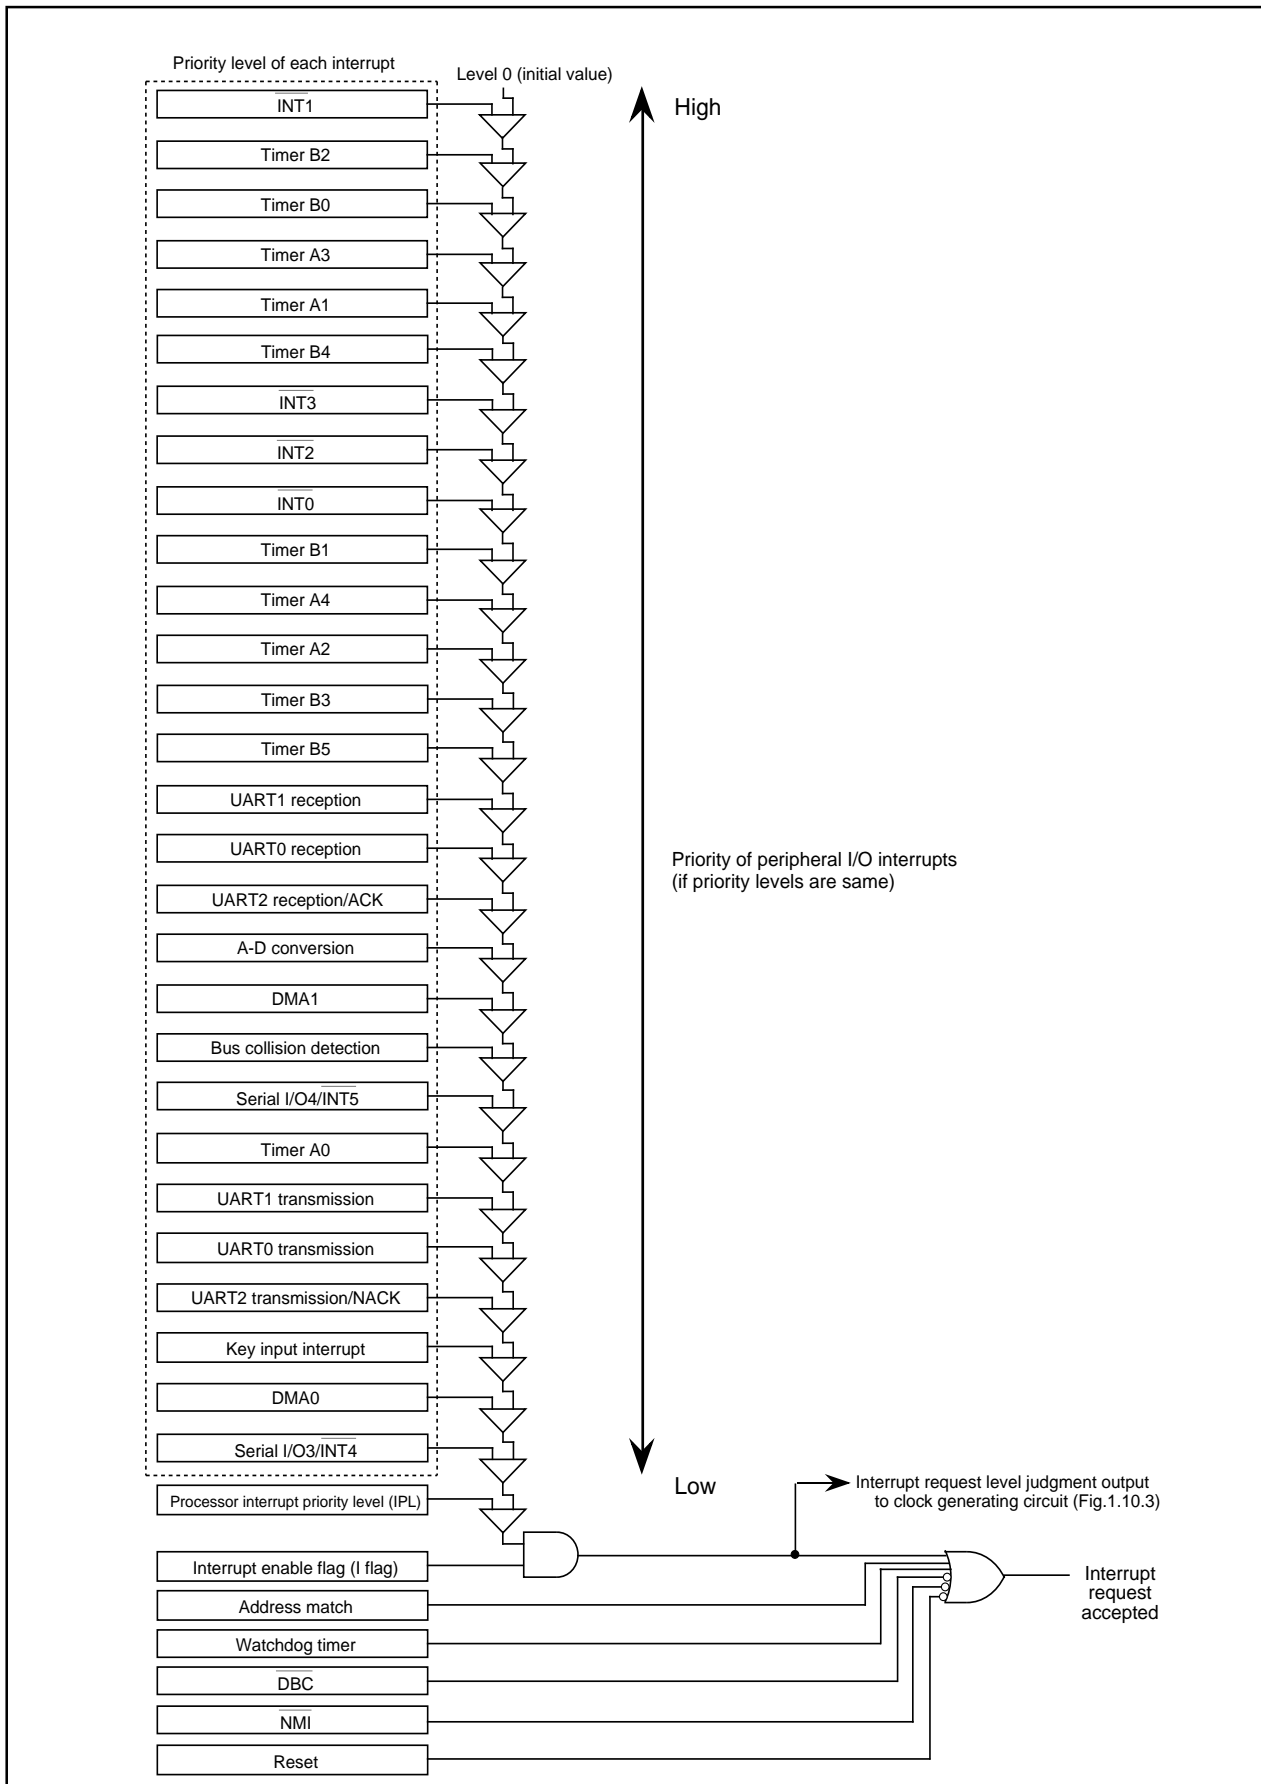 Priority level of each interrupt
Level 0 (initial value)
INT1
High
Timer B2
Timer B0
Timer A3
Timer A1
Timer B4
INT3
INT2
INT0
Timer B1
Timer A4
Timer A2
Timer B3
Timer B5
UART1 reception
UART0 reception
Priority of peripheral I/O interrupts
(if priority levels are same)
UART2 reception/ACK
A-D conversion
DMA1
Bus collision detection
Serial I/O4/INT5
Timer A0
UART1 transmission
UART0 transmission
UART2 transmission/NACK
Key input interrupt
DMA0
Serial I/O3/INT4
Low
Interrupt request level judgment output
to clock generating circuit (Fig.1.10.3)
Processor interrupt priority level (IPL)
Interrupt enable flag (I flag)
Interrupt
request
accepted
Address match
Watchdog timer
DBC
NMI
Reset